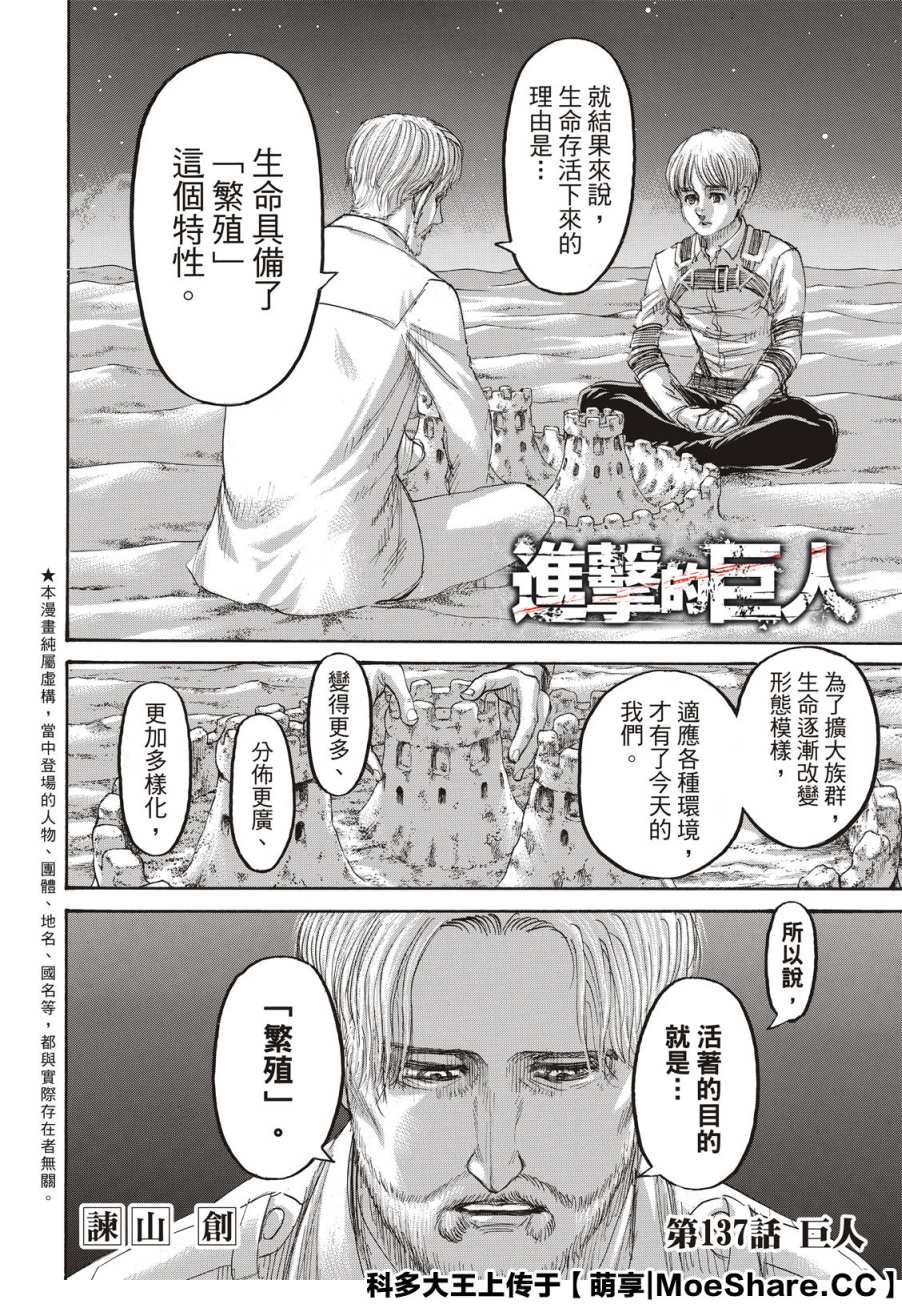 就結果來說，
生命存活下來的
理由是…
生命具備了
「繁殖」
這個特性。
進擊的巨人
為了擴大族群，
生命逐漸改變
形態模樣，
適應各種環境，
才有了今天的
我們。
變得更多、
分佈更廣、
更加多樣化，
所以說，
活著的目的
就是…
「繁殖」。
第137話 巨人
諫山 創
★本漫畫純屬虛構，當中登場的人物、團體、地名、國名等，都與實際存在者無關。
科多大王上传于【萌享|MoeShare.CC】